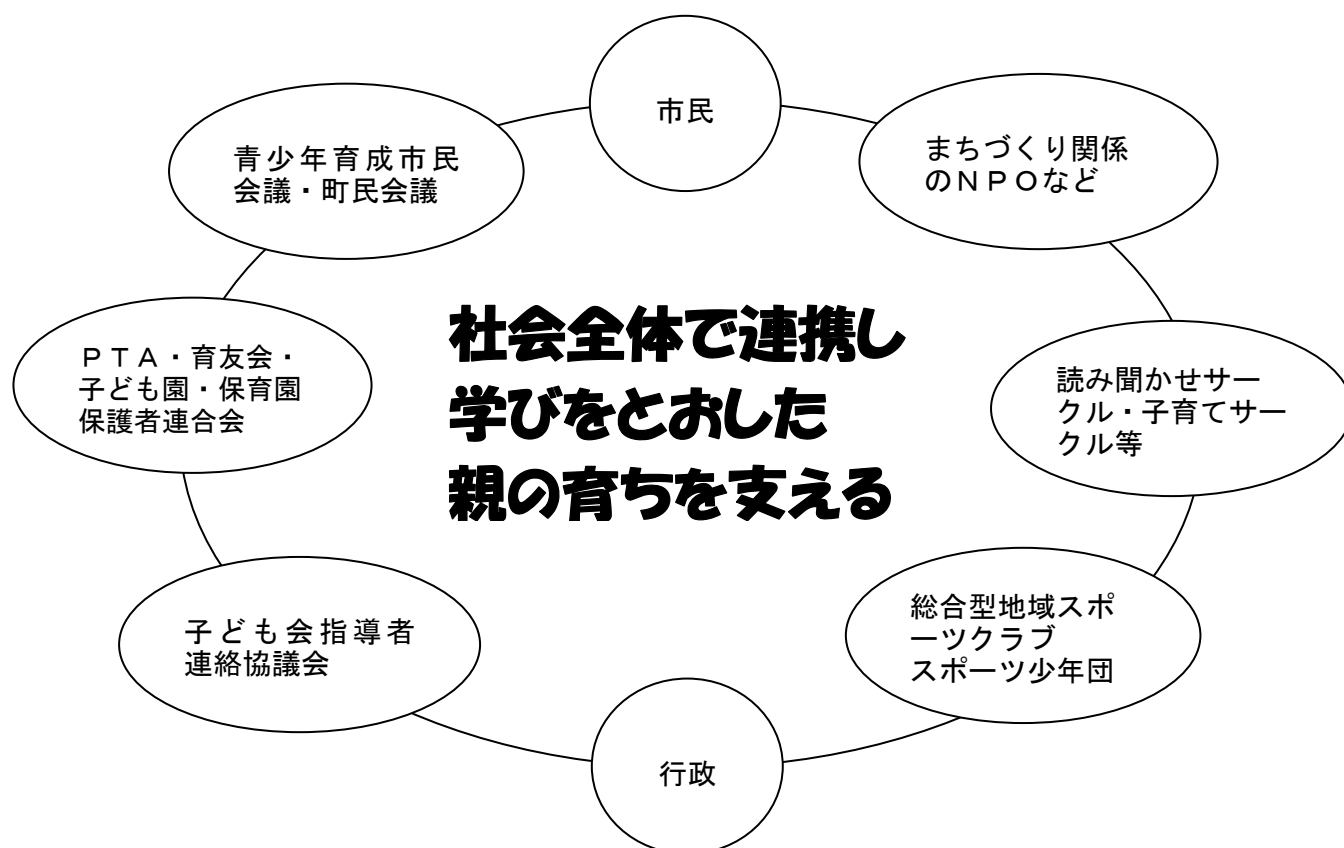 市民
青少年育成市民
会議・町民会議
まちづくり関係
のNPOなど
社会全体で連携し
学びをとおした
親の育ちを支える
PTA・育友会・
子ども園・保育園
保護者連合会
読み聞かせサー
クル・子育てサー
クル等
子ども会指導者
連絡協議会
総合型地域スポ
ーツクラブ
スポーツ少年団
行政